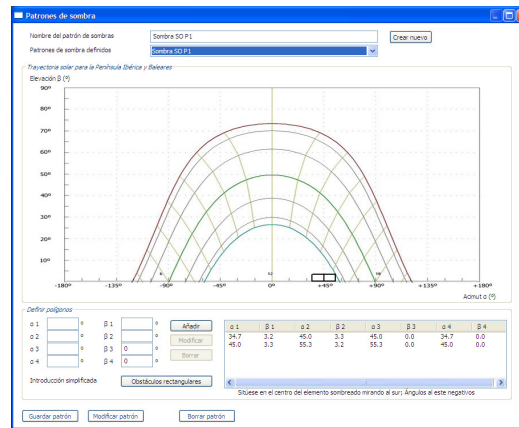 Patrones de sombra
Nombre del patrón de sombras
Sombra SO P1
Crear nuevo
Patrones de sombra definidos
Sombra SO P1
Trayectoria solar para la Península Ibérica y Baleares
Elevación β (º)
90º
80º
70º
60º
50º
40º
30º
20º
10º
-180º -135º -90º -45º 0º +45º +90º +135º +180º
Azimut α (º)
Definir polígonos
α 1 º β 1 º Añadir
α 2 º β 2 º Modificar
α 3 º β 3 0 º Borrar
α 4 º β 4 0 º
α 1 β 1 α 2 β 2 α 3 β 3 α 4 β 4
34.7 3.2 45.0 3.3 45.0 0.0 34.7 0.0
45.0 3.3 55.3 3.2 55.3 0.0 45.0 0.0
Introducción simplificada
Obstáculos rectangulares
Sitúese en el centro del elemento sombreado mirando al sur; Ángulos al este negativos
Guardar patrón Modificar patrón Borrar patrón